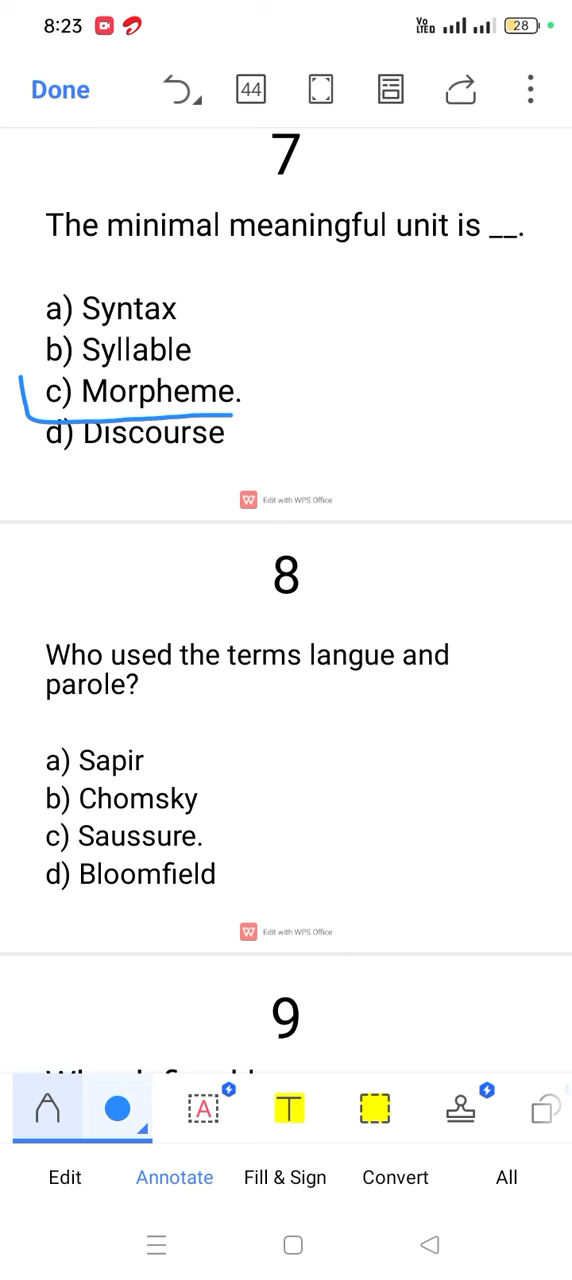 8:23
Vo LTED
28
Done
44
7
The minimal meaningful unit is __.
a) Syntax
b) Syllable
c) Morpheme.
d) Discourse
Edit with WPS Office
8
Who used the terms langue and
parole?
a) Sapir
b) Chomsky
c) Saussure.
d) Bloomfield
Edit with WPS Office
9
A
T
Edit
Annotate
Fill & Sign
Convert
All